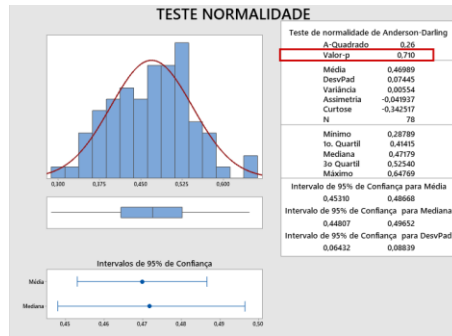 TESTE NORMALIDADE
Teste de normalidade de Anderson-Darling
A-Quadrado 0,26
Valor-p 0,710
Média 0,46989
DesvPad 0,07445
Variância 0,00554
Assimetria -0,041937
Curtose -0,342517
N 78
Mínimo 0,28789
1o. Quartil 0,41415
Mediana 0,47179
3o Quartil 0,52540
Máximo 0,64769
Intervalo de 95% de Confiança para Média
0,45310 0,48668
Intervalo de 95% de Confiança para Mediana
0,44807 0,49652
Intervalo de 95% de Confiança para DesvPad
0,06432 0,08839
0,300 0,375 0,450 0,525 0,600
Intervalos de 95% de Confiança
Média
Mediana
0,45 0,46 0,47 0,48 0,49 0,50